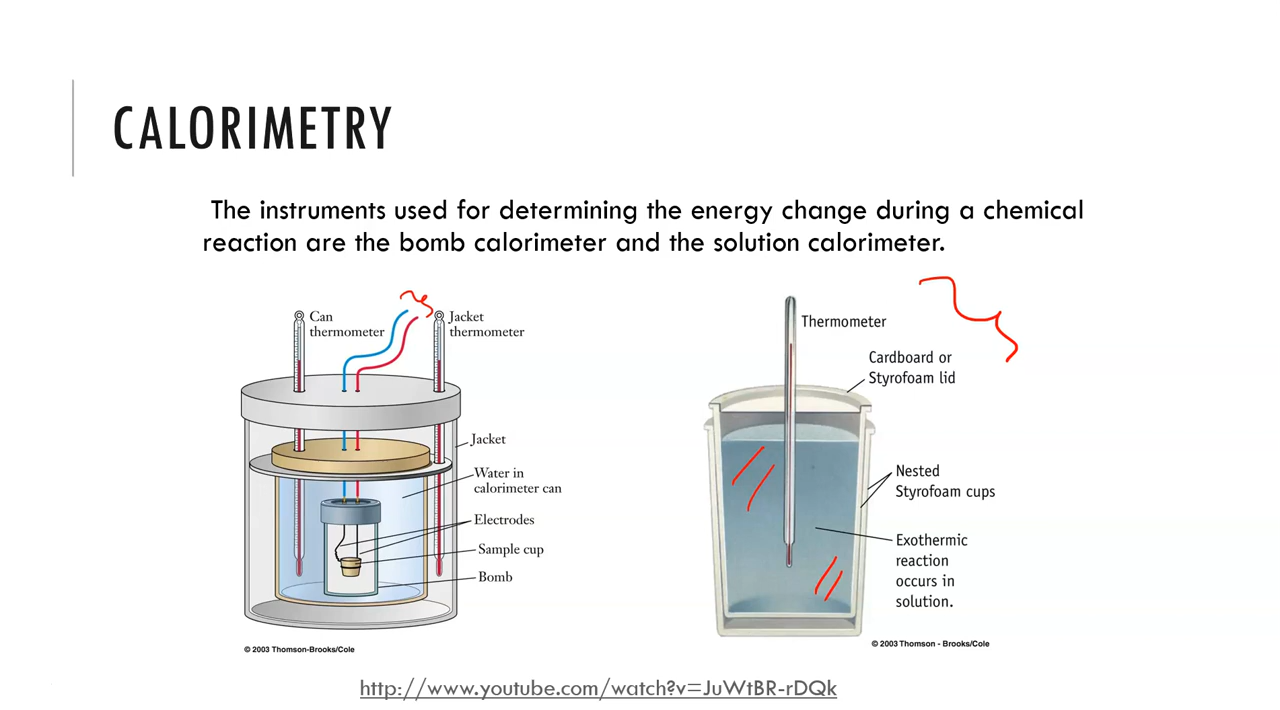 CALORIMETRY
The instruments used for determining the energy change during a chemical
reaction are the bomb calorimeter and the solution calorimeter.
Can
thermometer
Jacket
thermometer
Jacket
Water in
calorimeter can
Electrodes
Sample cup
Bomb
© 2003 Thomson-Brooks/Cole
Thermometer
Cardboard or
Styrofoam lid
Nested
Styrofoam cups
Exothermic
reaction
occurs in
solution.
© 2003 Thomson - Brooks/Cole
http://www.youtube.com/watch?v=JuWtBR-rDQk